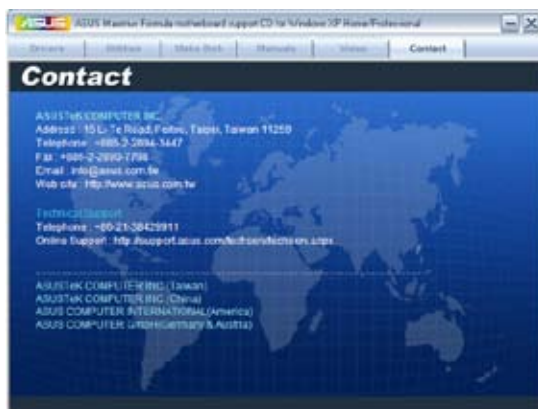 ASUS Maximus Formula motherboard support CD for Windows XP Home/Professional
Drivers Utilities Make Disk Manuals Video Contact
Contact
ASUSTeK COMPUTER INC.
Address : 15 Li-Te Road, Peitou, Taipei, Taiwan 11259
Telephone : +886-2-2894-3447
Fax : +886-2-2890-7798
Email : info@asus.com.tw
Web site : http://www.asus.com.tw
Technical Support
Telephone : +86-21-38429911
Online Support : http://support.asus.com/techserv/techserv.aspx
ASUSTeK COMPUTER INC.(Taiwan)
ASUSTeK COMPUTER INC.(China)
ASUS COMPUTER INTERNATIONAL(America)
ASUS COMPUTER GmbH(Germany & Austria)